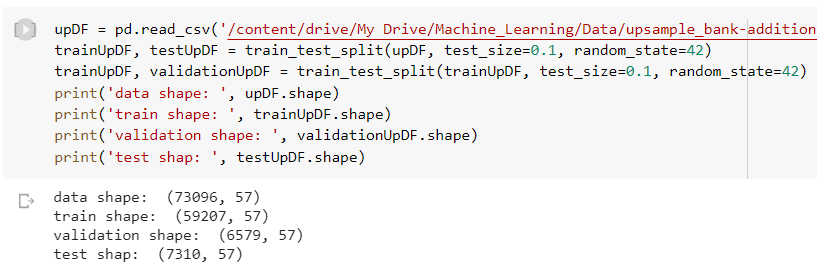 upDF = pd.read_csv('/content/drive/My Drive/Machine_Learning/Data/upsample_bank-addition
trainUpDF, testUpDF = train_test_split(upDF, test_size=0.1, random_state=42)
trainUpDF, validationUpDF = train_test_split(trainUpDF, test_size=0.1, random_state=42)
print('data shape: ', upDF.shape)
print('train shape: ', trainUpDF.shape)
print('validation shape: ', validationUpDF.shape)
print('test shap: ', testUpDF.shape)
data shape:  (73096, 57)
train shape:  (59207, 57)
validation shape:  (6579, 57)
test shap:  (7310, 57)